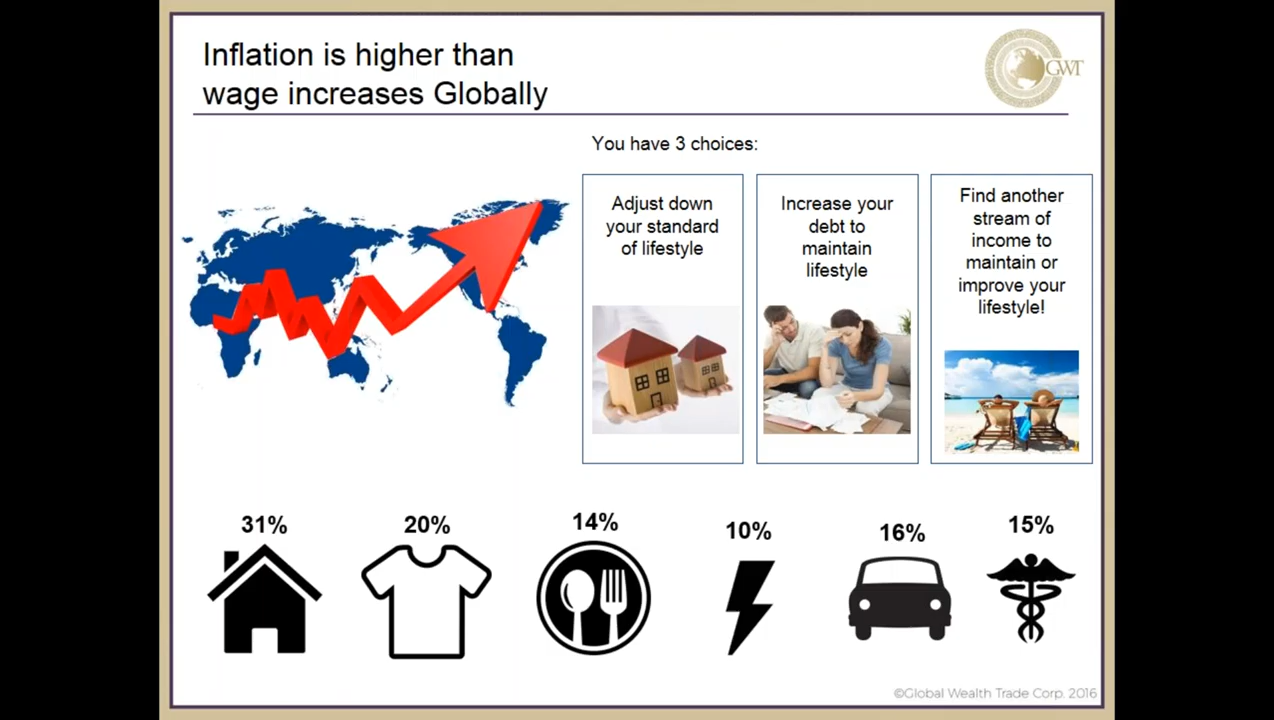 Inflation is higher than
wage increases Globally
GWT
You have 3 choices:
Adjust down
your standard
of lifestyle
Increase your
debt to
maintain
lifestyle
Find another
stream of
income to
maintain or
improve your
lifestyle!
31%
20%
14%
10%
16%
15%
©Global Wealth Trade Corp. 2016